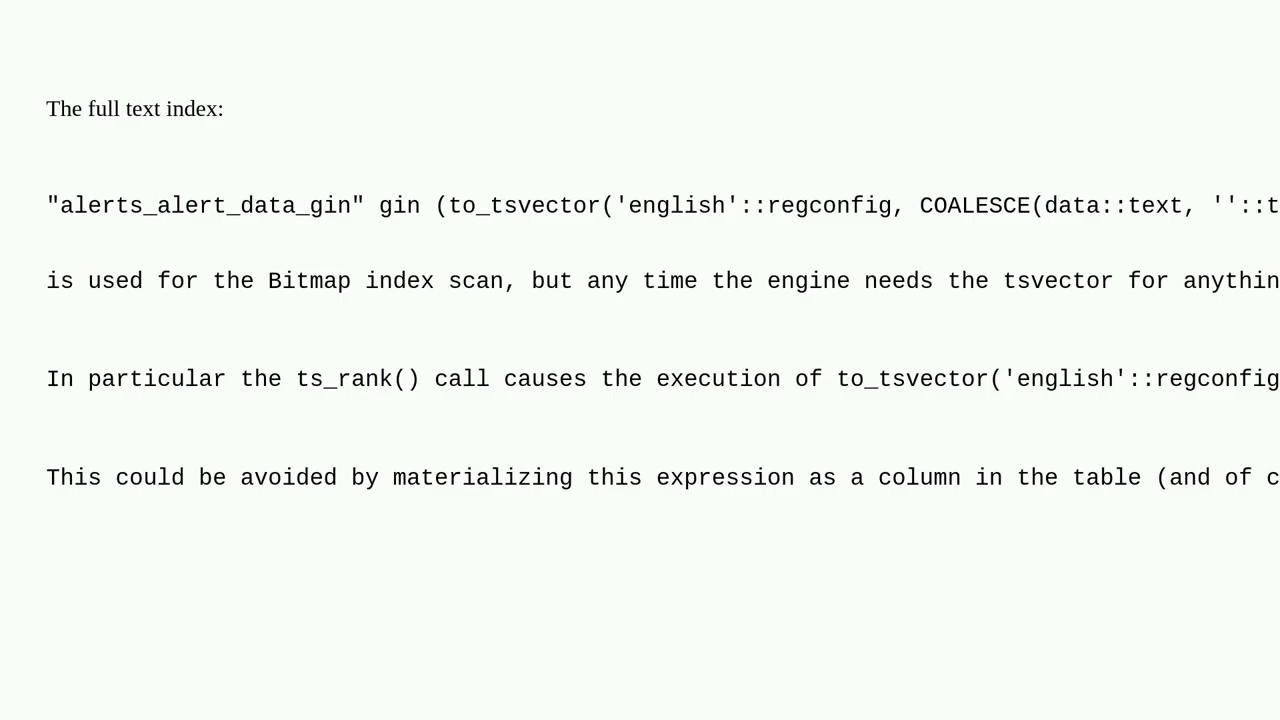 The full text index:
"alerts_alert_data_gin" gin (to_tsvector('english'::regconfig, COALESCE(data::text, ''::t
is used for the Bitmap index scan, but any time the engine needs the tsvector for anythin
In particular the ts_rank() call causes the execution of to_tsvector('english'::regconfig
This could be avoided by materializing this expression as a column in the table (and of c